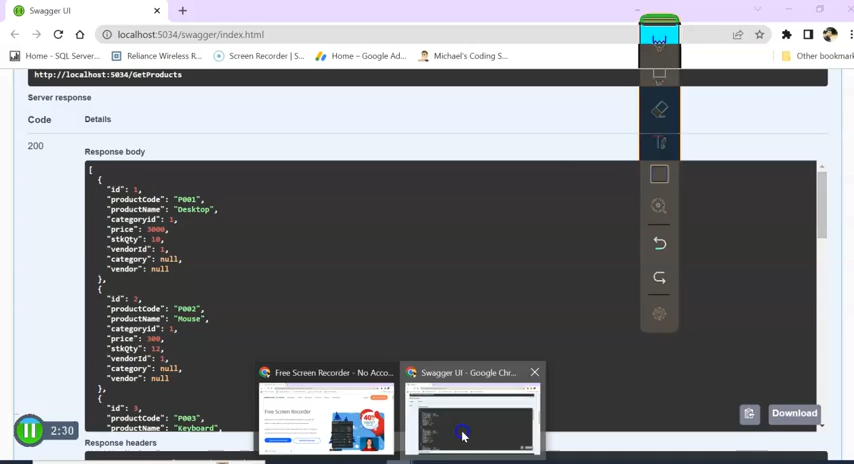 Swagger UI
localhost:5034/swagger/index.html
Home - SQL Server...
Reliance Wireless R...
Screen Recorder | S...
Home – Google Ad...
Michael's Coding S...
Other bookmark
http://localhost:5034/GetProducts
Server response
Code
Details
200
Response body
[
{
"id": 1,
"productCode": "P001",
"productName": "Desktop",
"categoryid": 1,
"price": 3000,
"stkQty": 10,
"vendorId": 1,
"category": null,
"vendor": null
},
{
"id": 2,
"productCode": "P002",
"productName": "Mouse",
"categoryid": 1,
"price": 300,
"stkQty": 12,
"vendorId": 1,
"category": null,
"vendor": null
},
{
"id": 3,
"productCode": "P003",
"productName": "Keyboard",
Download
Response headers
Free Screen Recorder - No Acco...
Swagger UI - Google Chr...
Free Screen Recorder
2:30